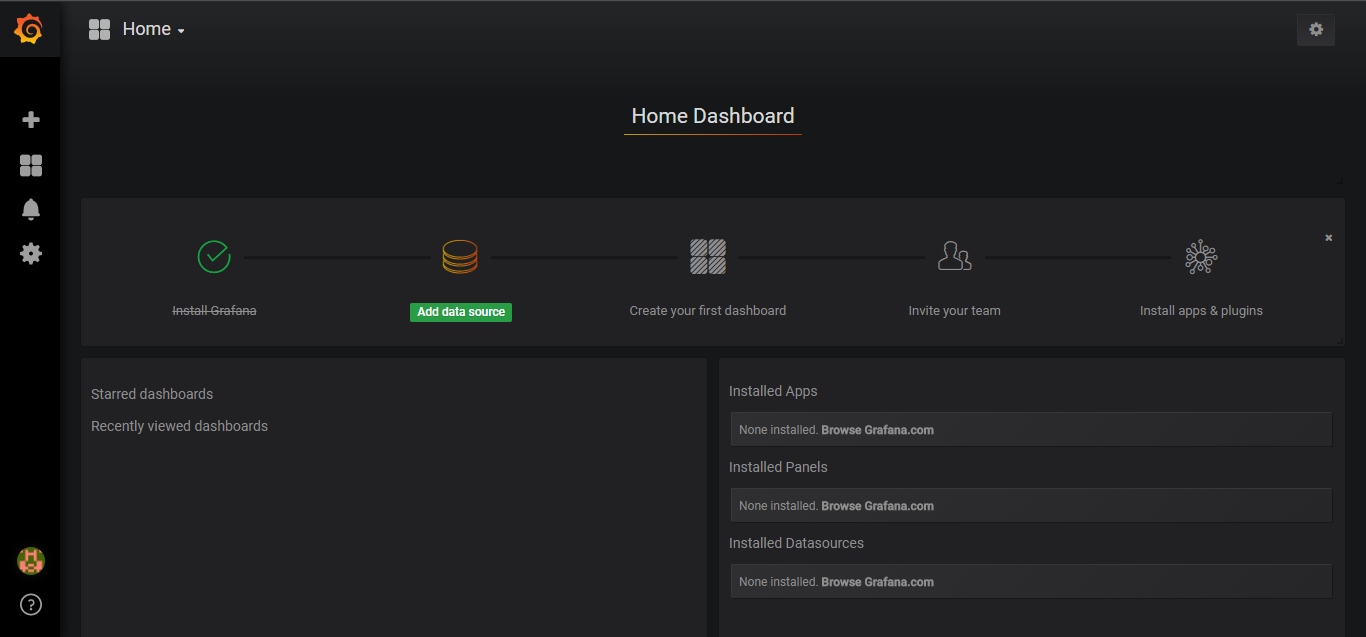 Home
Home Dashboard
Install Grafana
Add data source
Create your first dashboard
Invite your team
Install apps & plugins
Starred dashboards
Recently viewed dashboards
Installed Apps
None installed. Browse Grafana.com
Installed Panels
None installed. Browse Grafana.com
Installed Datasources
None installed. Browse Grafana.com
?